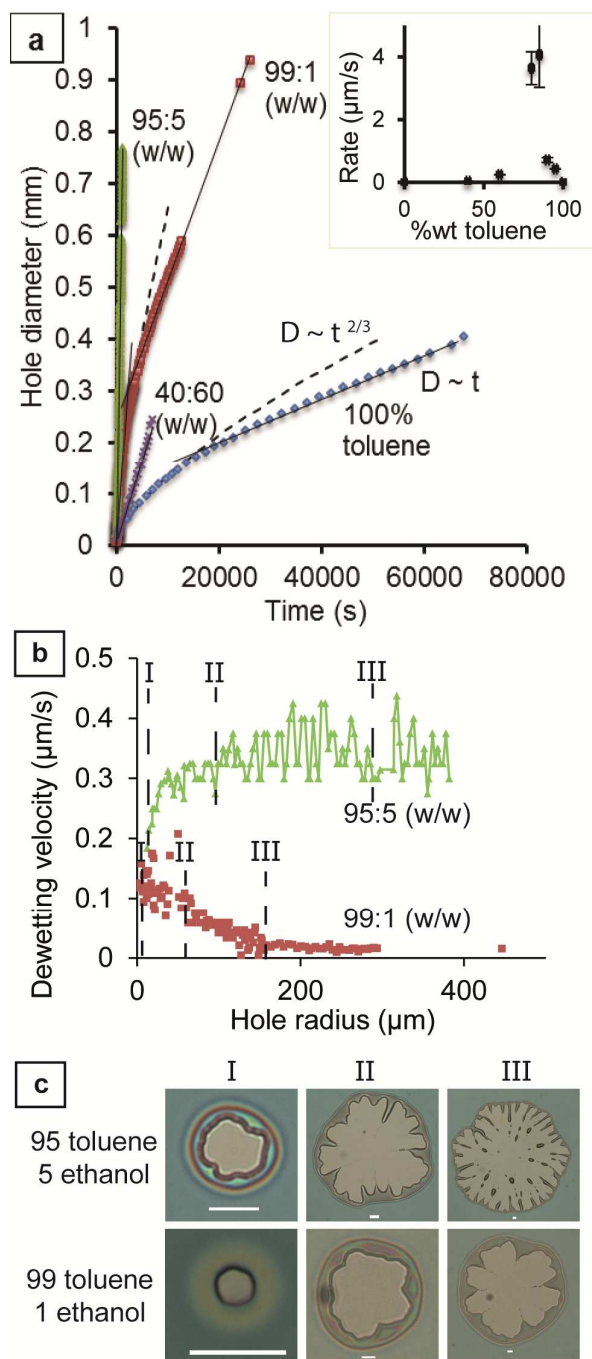 a
1
0.9
0.8
0.7
0.6
0.5
0.4
0.3
0.2
0.1
0
Hole diameter (mm)
95:5
(w/w)
99:1
(w/w)
40:60
(w/w)
D ~ t 2/3
D ~ t
100%
toluene
0 20000 40000 60000 80000
Time (s)
4
2
0
Rate (µm/s)
0 50 100
%wt toluene
b
0.5
0.4
0.3
0.2
0.1
0
Dewetting velocity (µm/s)
I II III
95:5 (w/w)
I II III
99:1 (w/w)
0 200 400
Hole radius (µm)
c
I II III
95 toluene
5 ethanol
99 toluene
1 ethanol